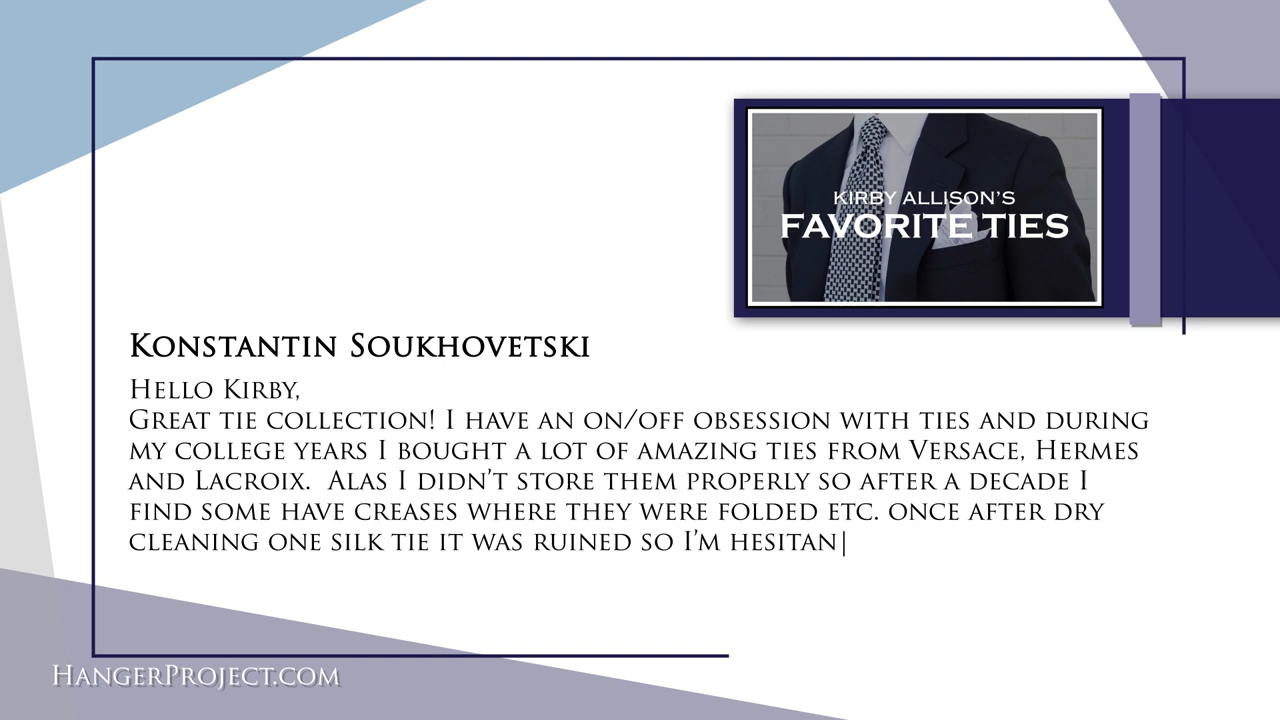 KIRBY ALLISON'S
FAVORITE TIES
KONSTANTIN SOUKHOVETSKI
HELLO KIRBY,
GREAT TIE COLLECTION! I HAVE AN ON/OFF OBSESSION WITH TIES AND DURING
MY COLLEGE YEARS I BOUGHT A LOT OF AMAZING TIES FROM VERSACE, HERMES
AND LACROIX.  ALAS I DIDN'T STORE THEM PROPERLY SO AFTER A DECADE I
FIND SOME HAVE CREASES WHERE THEY WERE FOLDED ETC. ONCE AFTER DRY
CLEANING ONE SILK TIE IT WAS RUINED SO I'M HESITAN|
HANGERPROJECT.COM